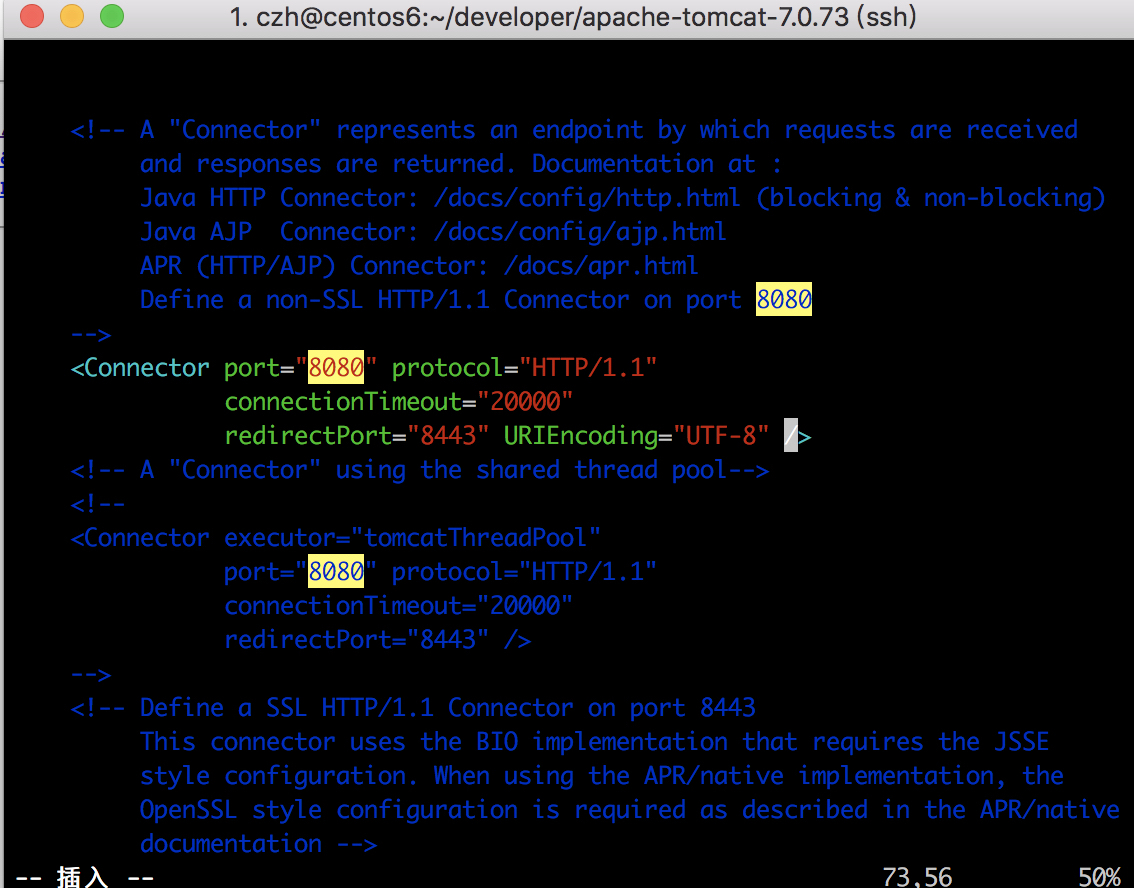 1. czh@centos6:~/developer/apache-tomcat-7.0.73 (ssh)
<!-- A "Connector" represents an endpoint by which requests are received
and responses are returned. Documentation at :
Java HTTP Connector: /docs/config/http.html (blocking & non-blocking)
Java AJP  Connector: /docs/config/ajp.html
APR (HTTP/AJP) Connector: /docs/apr.html
Define a non-SSL HTTP/1.1 Connector on port 8080
-->
<Connector port="8080" protocol="HTTP/1.1"
connectionTimeout="20000"
redirectPort="8443" URIEncoding="UTF-8" />
<!-- A "Connector" using the shared thread pool-->
<!--
<Connector executor="tomcatThreadPool"
port="8080" protocol="HTTP/1.1"
connectionTimeout="20000"
redirectPort="8443" />
-->
<!-- Define a SSL HTTP/1.1 Connector on port 8443
This connector uses the BIO implementation that requires the JSSE
style configuration. When using the APR/native implementation, the
OpenSSL style configuration is required as described in the APR/native
documentation -->
-- 插入 -- 73,56 50%